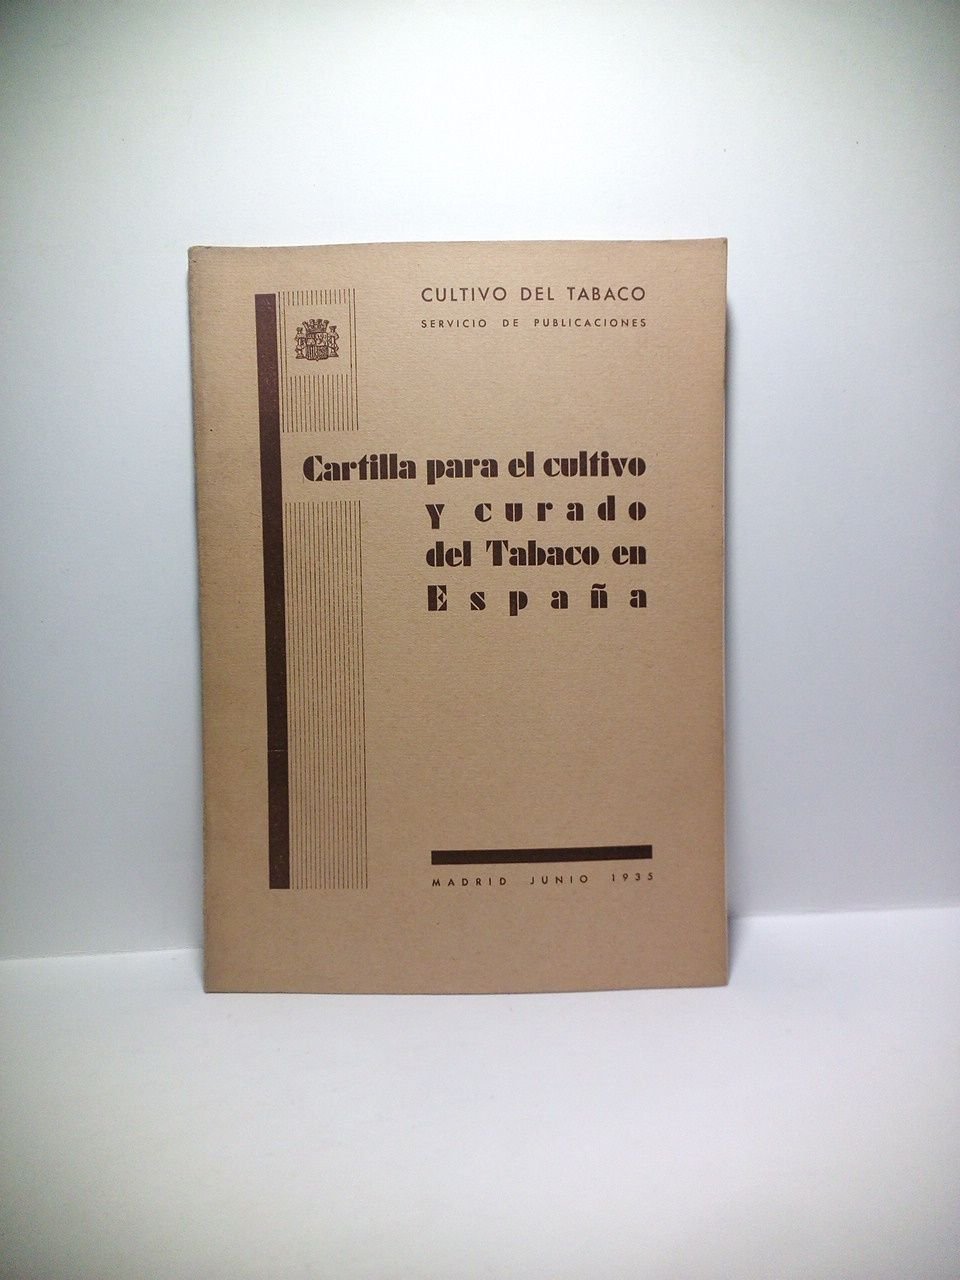 CULTIVO DEL TABACO
SERVICIO DE PUBLICACIONES
Cartilla para el cultivo
y curado
del Tabaco en
España
MADRID JUNIO 1935